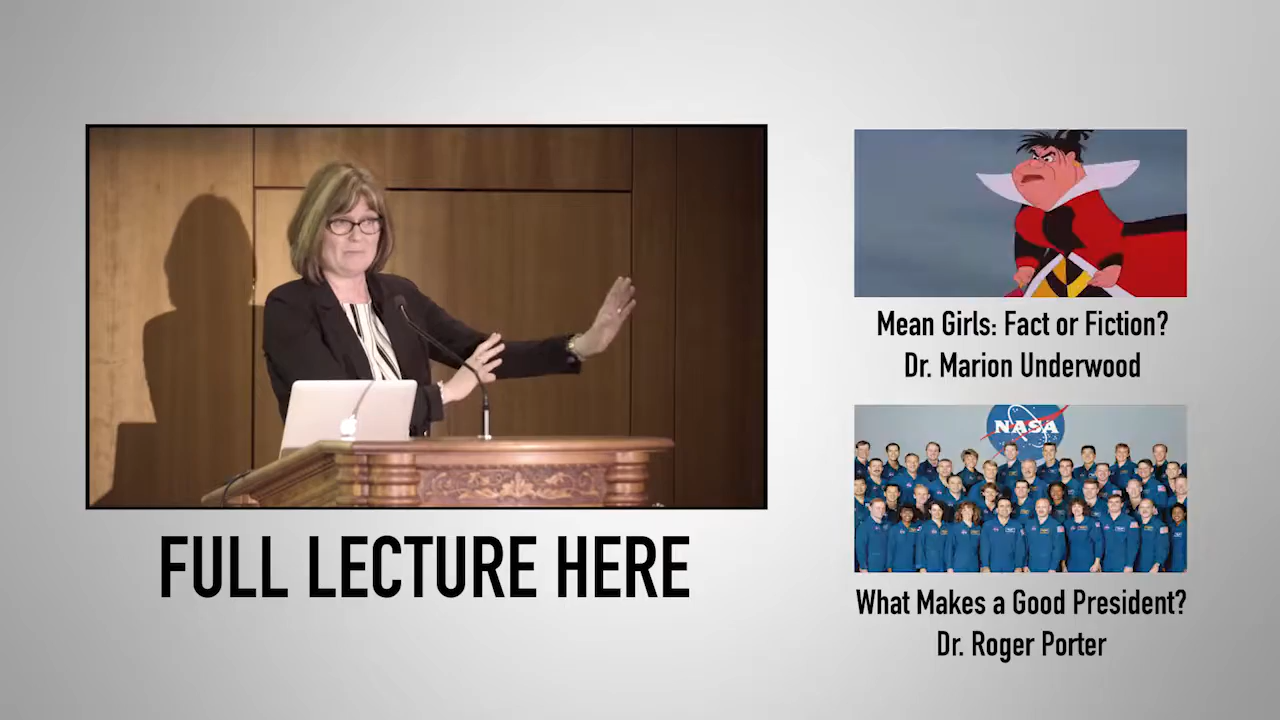 FULL LECTURE HERE
Mean Girls: Fact or Fiction?
Dr. Marion Underwood
NASA
What Makes a Good President?
Dr. Roger Porter